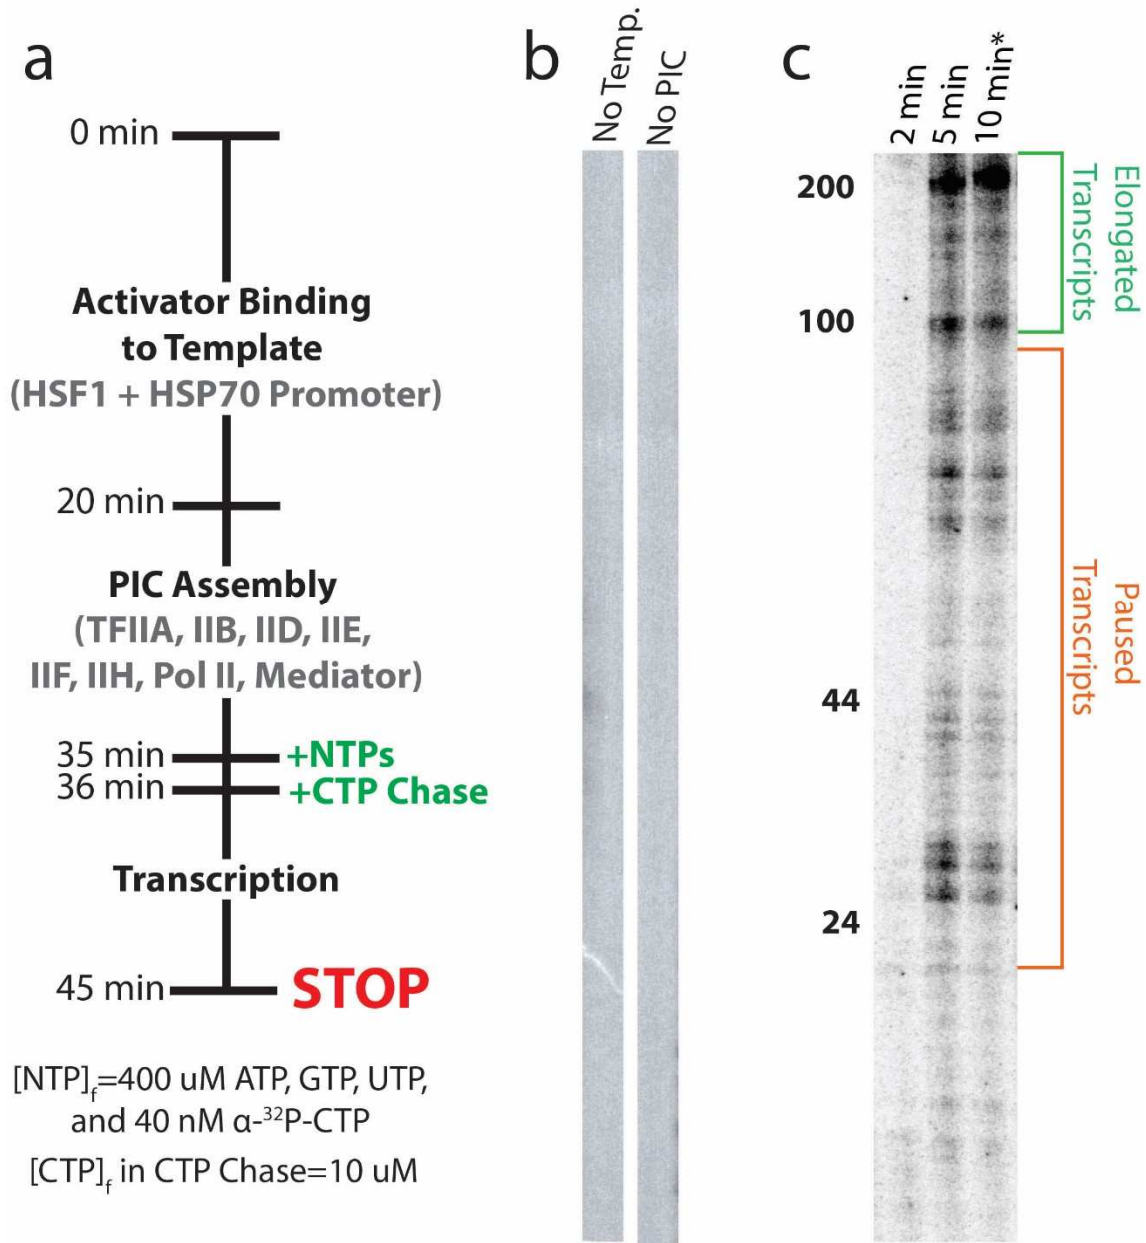 a
0 min
Activator Binding
to Template
(HSF1 + HSP70 Promoter)
20 min
PIC Assembly
(TFIIA, IIB, IID, IIE,
IIF, IIH, Pol II, Mediator)
35 min +NTPs
36 min +CTP Chase
Transcription
45 min STOP
[NTP]f=400 uM ATP, GTP, UTP,
and 40 nM α-³²P-CTP
[CTP]f in CTP Chase=10 uM
b
No Temp.
No PIC
c
2 min
5 min
10 min*
200
100
44
24
Elongated
Transcripts
Paused
Transcripts